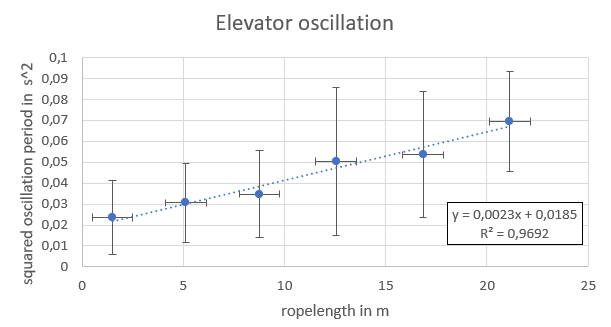 Elevator oscillation
squared oscillation period in s^2
0,1
0,09
0,08
0,07
0,06
0,05
0,04
0,03
0,02
0,01
0
y = 0,0023x + 0,0185
R² = 0,9692
0 5 10 15 20 25
ropelength in m